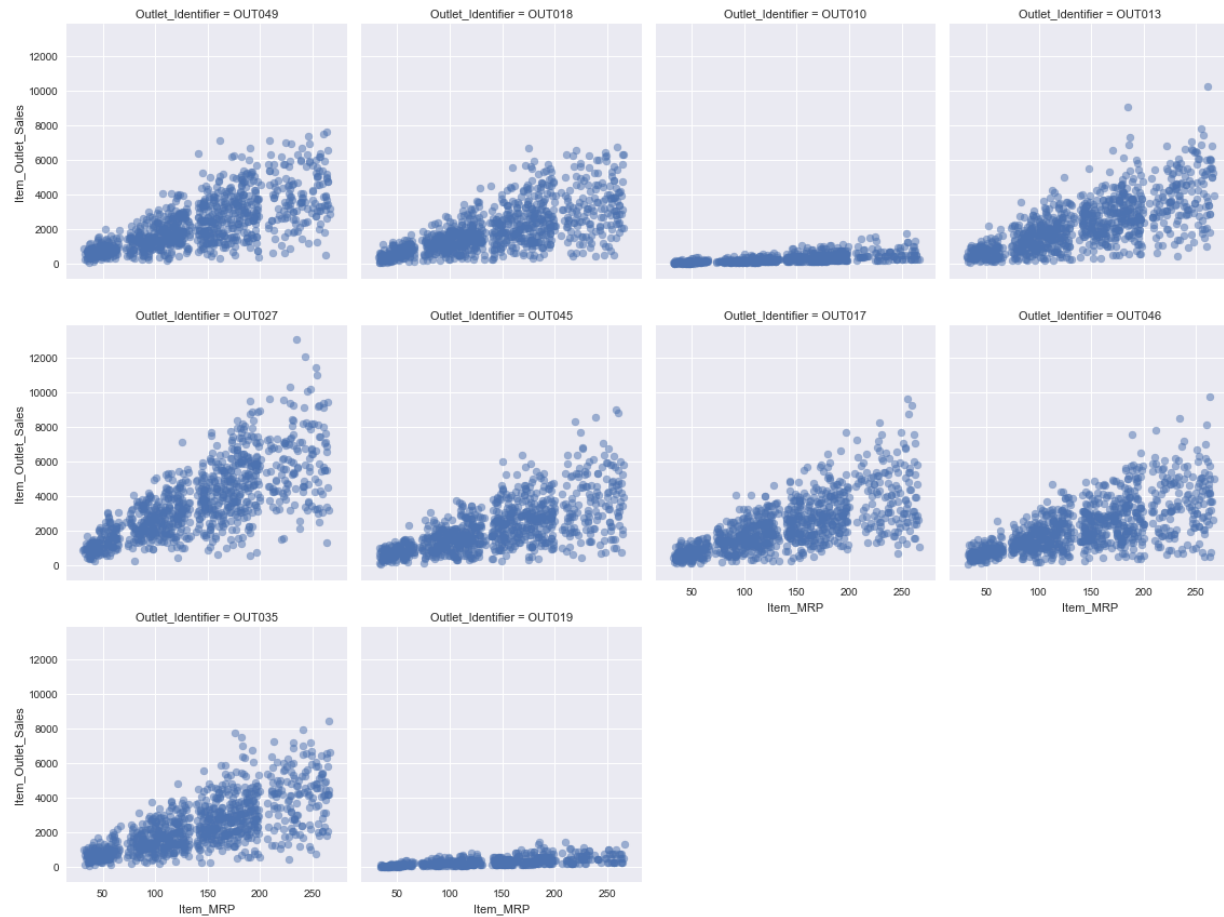 Outlet_Identifier = OUT049
Outlet_Identifier = OUT018
Outlet_Identifier = OUT010
Outlet_Identifier = OUT013
Item_Outlet_Sales
12000
10000
8000
6000
4000
2000
0
Outlet_Identifier = OUT027
Outlet_Identifier = OUT045
Outlet_Identifier = OUT017
Outlet_Identifier = OUT046
Item_Outlet_Sales
12000
10000
8000
6000
4000
2000
0
50 100 150 200 250
Item_MRP
50 100 150 200 250
Item_MRP
Outlet_Identifier = OUT035
Outlet_Identifier = OUT019
Item_Outlet_Sales
12000
10000
8000
6000
4000
2000
0
50 100 150 200 250
Item_MRP
50 100 150 200 250
Item_MRP